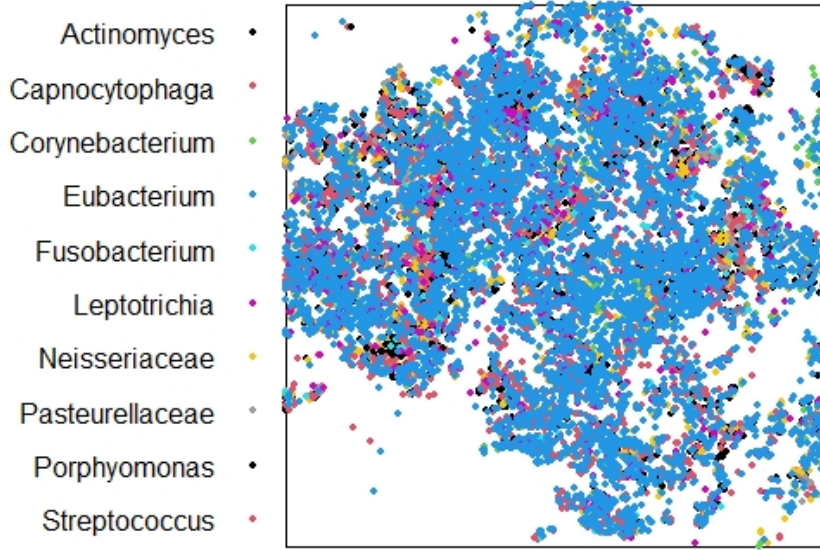 Actinomyces
Capnocytophaga
Corynebacterium
Eubacterium
Fusobacterium
Leptotrichia
Neisseriaceae
Pasteurellaceae
Porphyomonas
Streptococcus